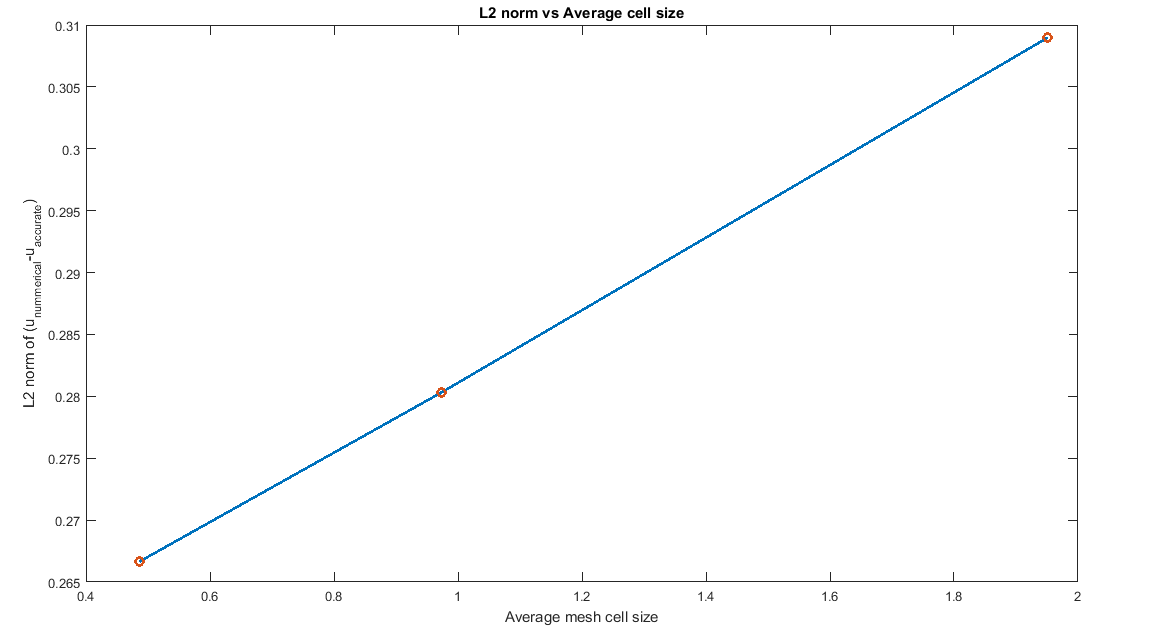 L2 norm vs Average cell size
0.31
0.305
0.3
0.295
0.29
0.285
0.28
0.275
0.27
0.265
L2 norm of (u_nummerical-u_accurate)
0.4 0.6 0.8 1 1.2 1.4 1.6 1.8 2
Average mesh cell size